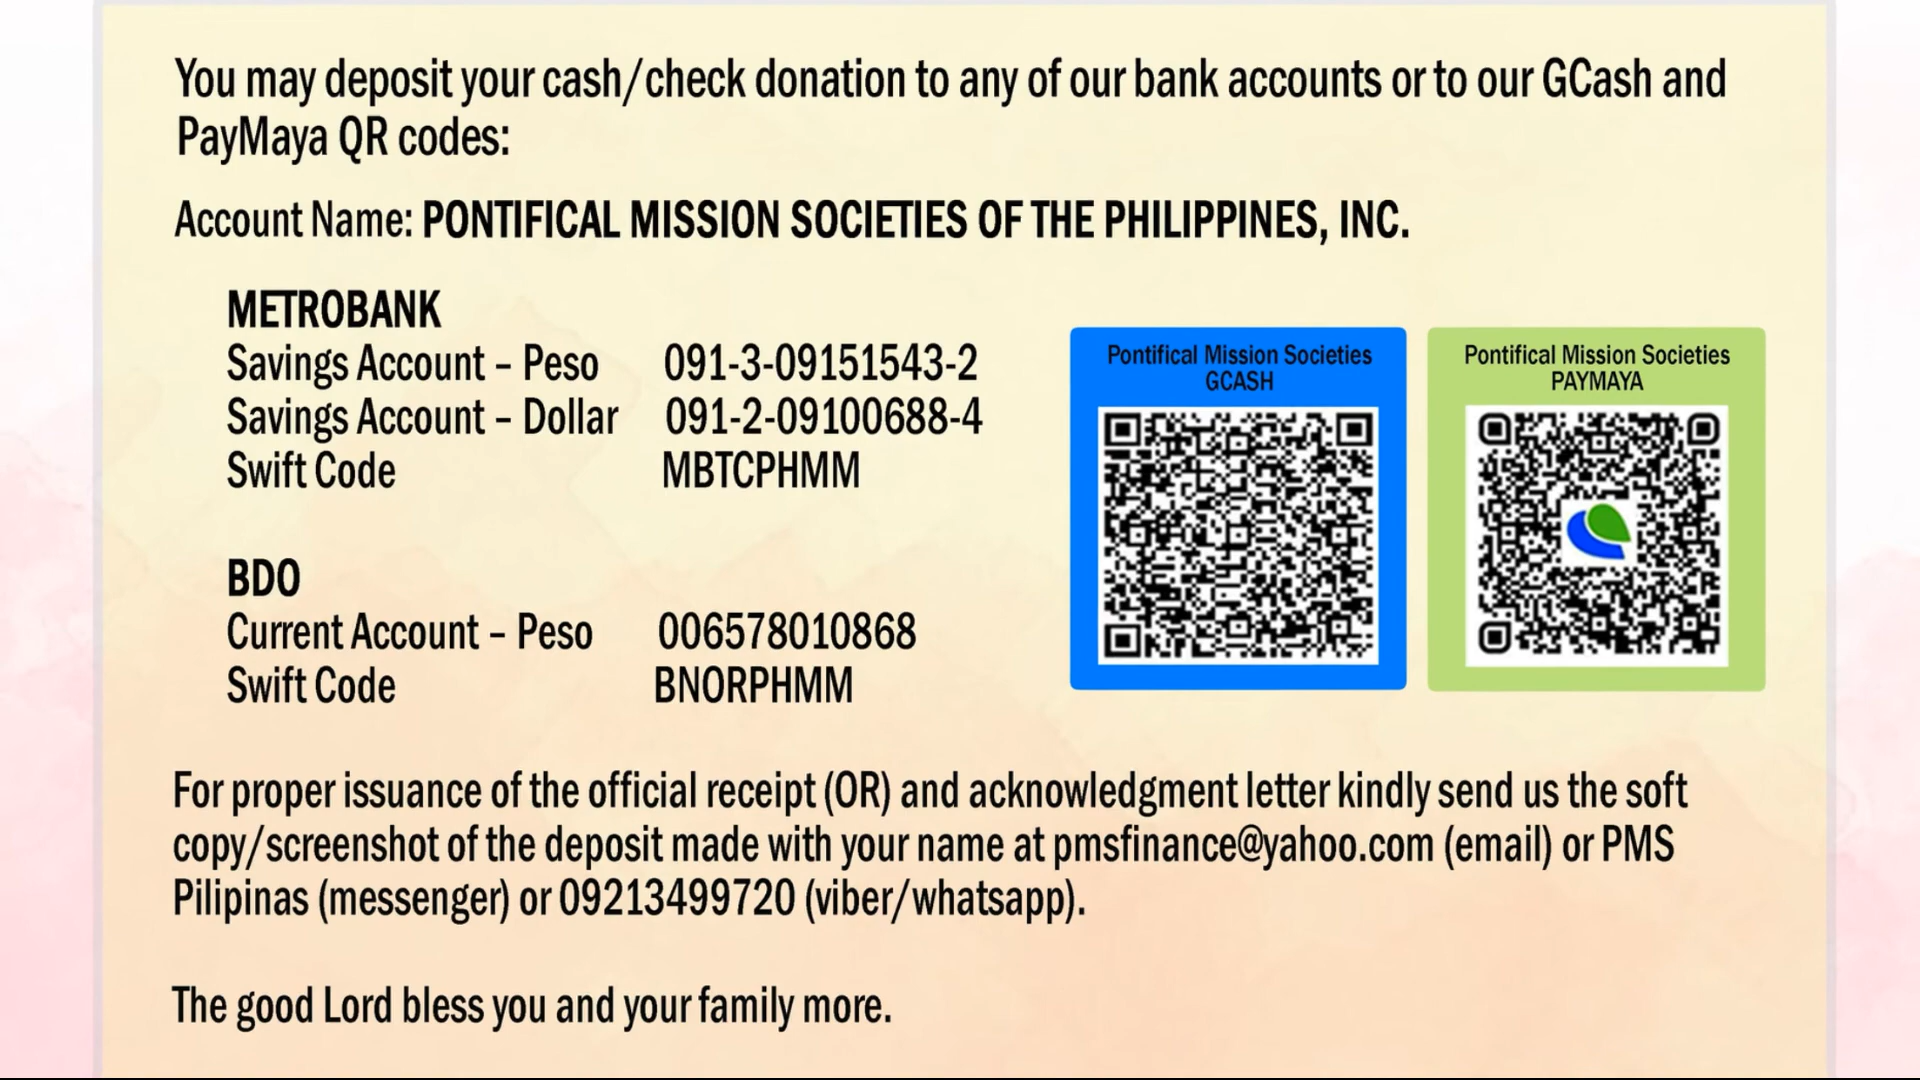 You may deposit your cash/check donation to any of our bank accounts or to our GCash and
PayMaya QR codes:
Account Name: PONTIFICAL MISSION SOCIETIES OF THE PHILIPPINES, INC.
METROBANK
Savings Account – Peso 091-3-09151543-2
Savings Account – Dollar 091-2-09100688-4
Swift Code MBTCPHMM
BDO
Current Account – Peso 006578010868
Swift Code BNORPHMM
Pontifical Mission Societies
GCASH
Pontifical Mission Societies
PAYMAYA
For proper issuance of the official receipt (OR) and acknowledgment letter kindly send us the soft
copy/screenshot of the deposit made with your name at pmsfinance@yahoo.com (email) or PMS
Pilipinas (messenger) or 09213499720 (viber/whatsapp).
The good Lord bless you and your family more.